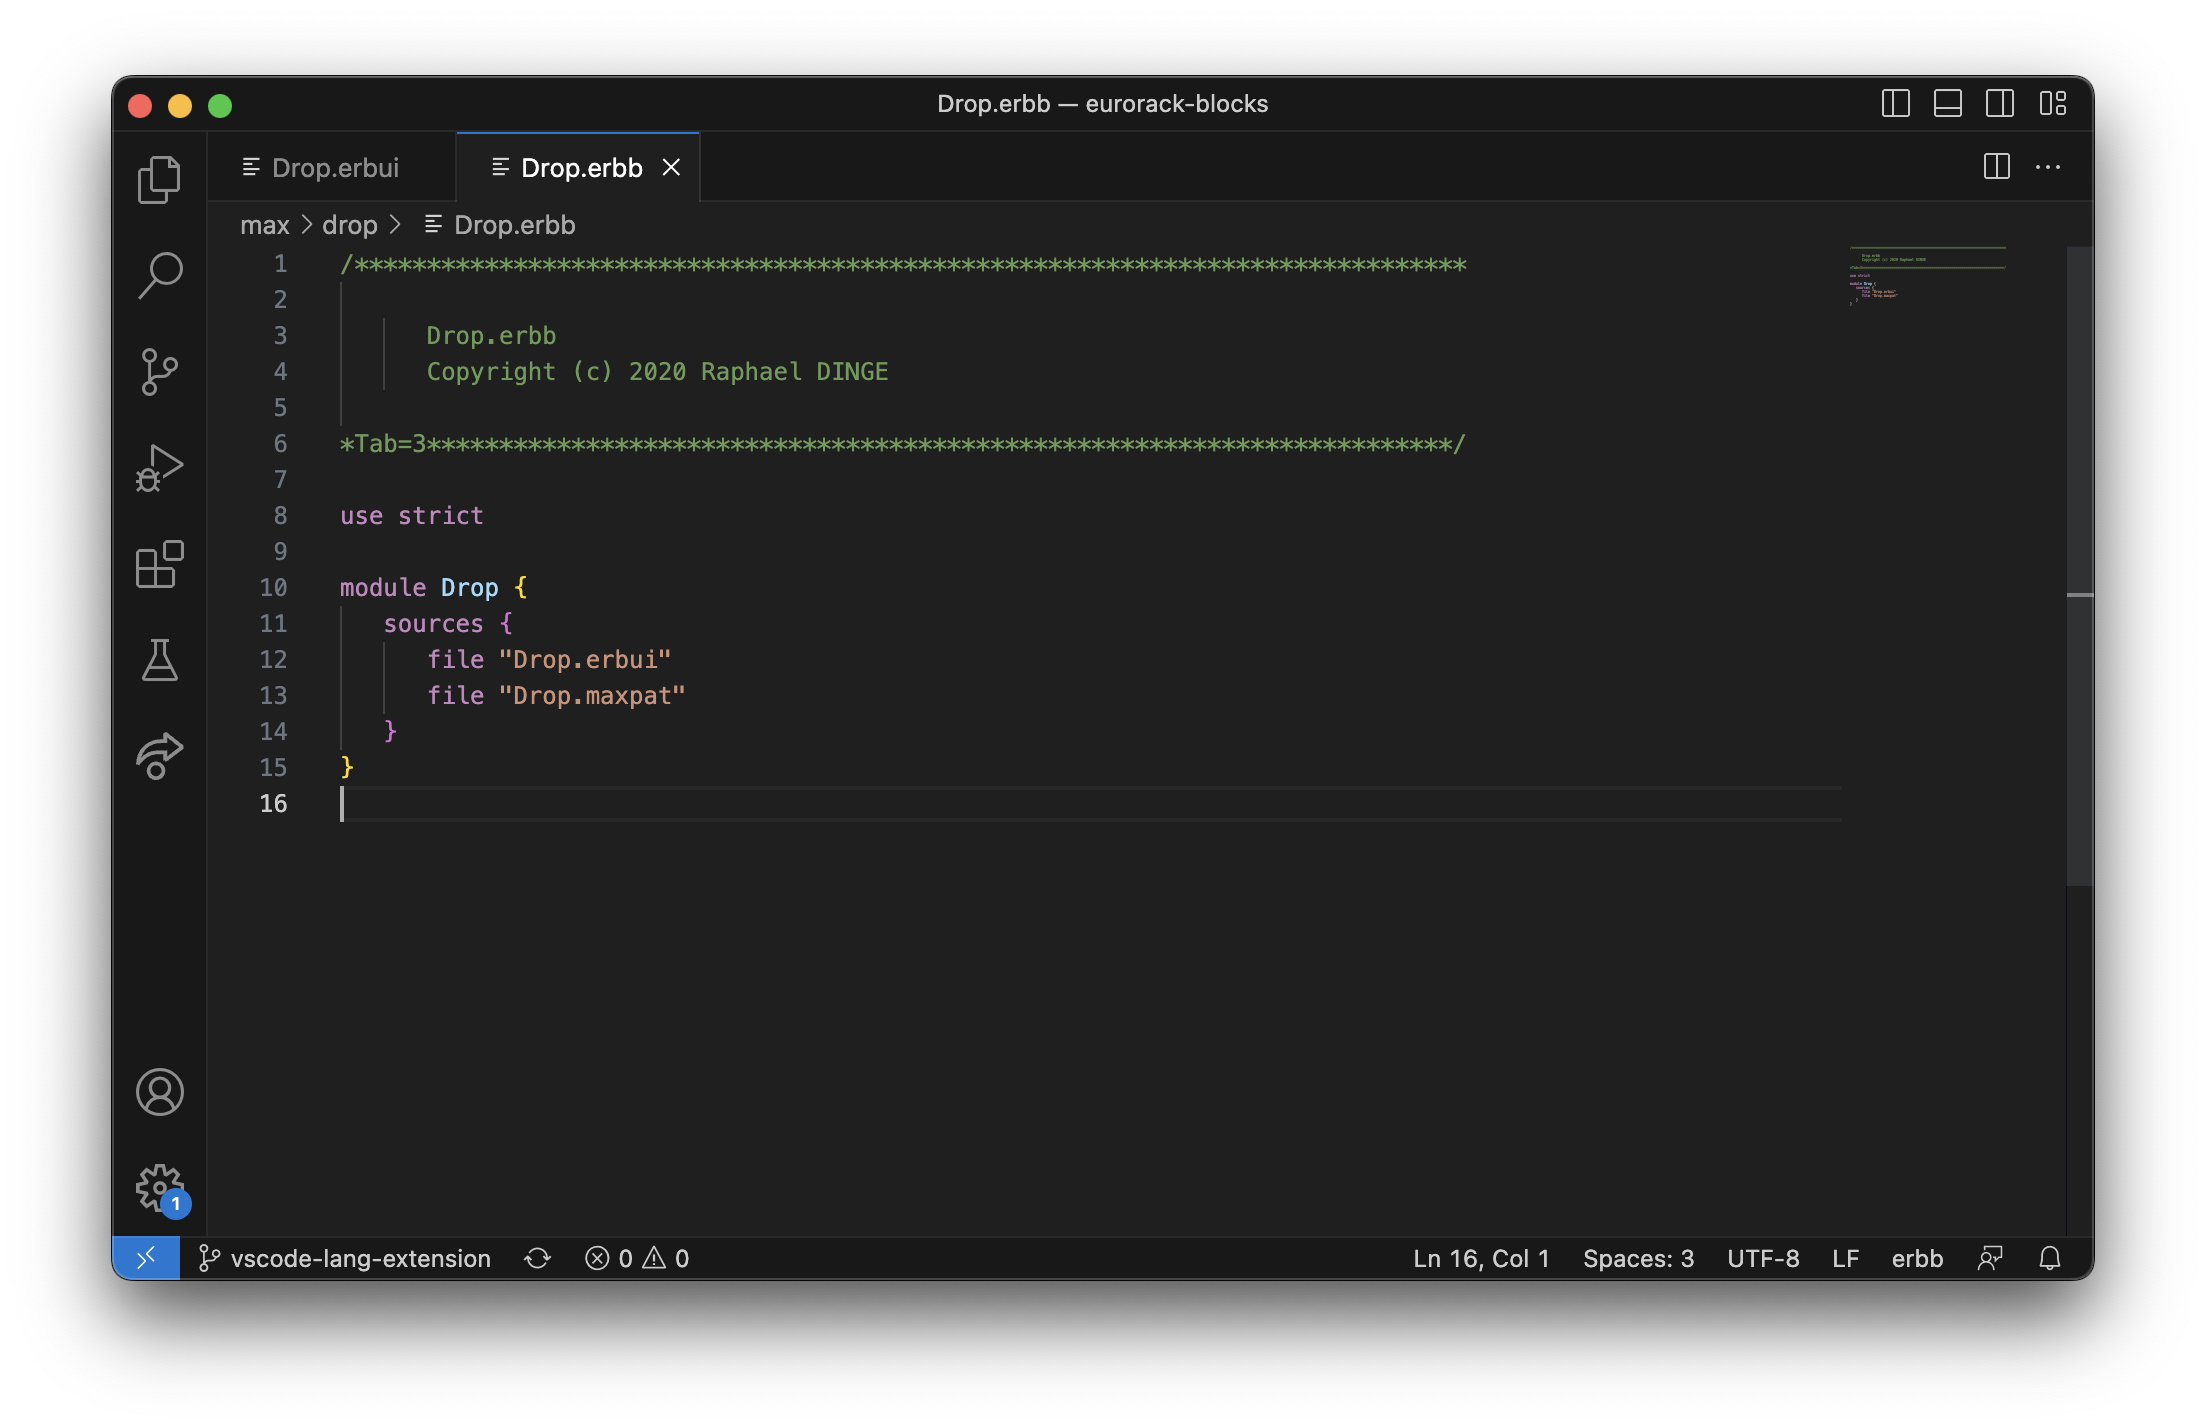 Drop.erbb — eurorack-blocks
Drop.erbui
Drop.erbb
max > drop > Drop.erbb
1 /*****************************************************************************
2
3 Drop.erbb
4 Copyright (c) 2020 Raphael DINGE
5
6 *Tab=3***********************************************************************/
7
8 use strict
9
10 module Drop {
11 sources {
12 file "Drop.erbui"
13 file "Drop.maxpat"
14 }
15 }
16
1
vscode-lang-extension 0 0 Ln 16, Col 1 Spaces: 3 UTF-8 LF erbb